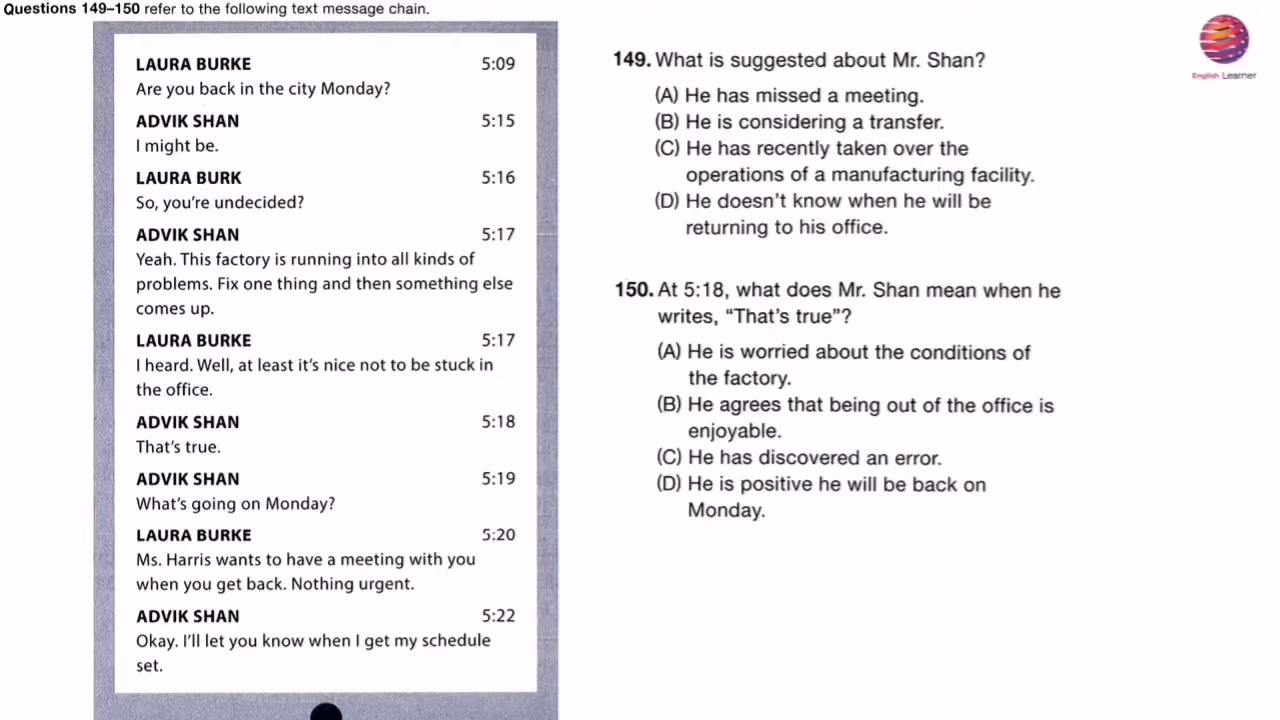 Questions 149–150 refer to the following text message chain.
LAURA BURKE 5:09
Are you back in the city Monday?
ADVIK SHAN 5:15
I might be.
LAURA BURK 5:16
So, you're undecided?
ADVIK SHAN 5:17
Yeah. This factory is running into all kinds of
problems. Fix one thing and then something else
comes up.
LAURA BURKE 5:17
I heard. Well, at least it's nice not to be stuck in
the office.
ADVIK SHAN 5:18
That's true.
ADVIK SHAN 5:19
What's going on Monday?
LAURA BURKE 5:20
Ms. Harris wants to have a meeting with you
when you get back. Nothing urgent.
ADVIK SHAN 5:22
Okay. I'll let you know when I get my schedule
set.
149. What is suggested about Mr. Shan?
(A) He has missed a meeting.
(B) He is considering a transfer.
(C) He has recently taken over the
operations of a manufacturing facility.
(D) He doesn't know when he will be
returning to his office.
150. At 5:18, what does Mr. Shan mean when he
writes, “That's true”?
(A) He is worried about the conditions of
the factory.
(B) He agrees that being out of the office is
enjoyable.
(C) He has discovered an error.
(D) He is positive he will be back on
Monday.
English Learner